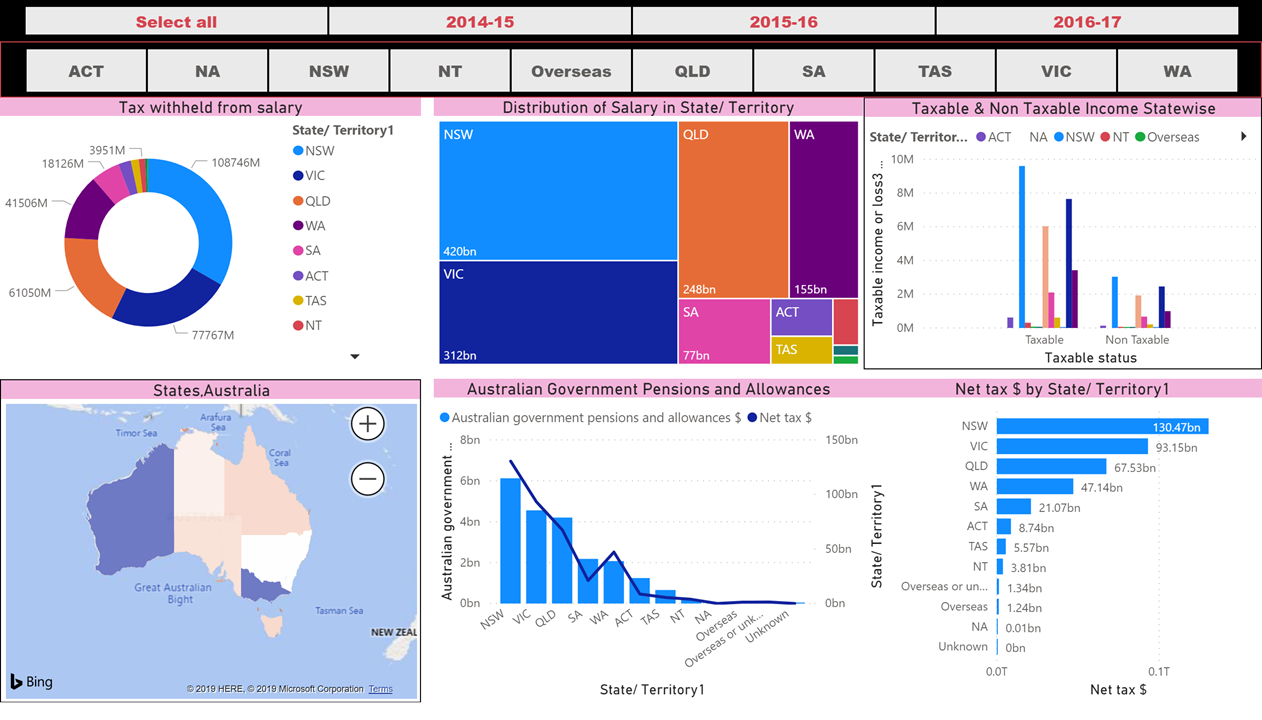 Select all 2014-15 2015-16 2016-17
ACT NA NSW NT Overseas QLD SA TAS VIC WA
Tax withheld from salary
State/ Territory1
NSW
VIC
QLD
WA
SA
ACT
TAS
NT
3951M
18126M
108746M
41506M
61050M
77767M
Distribution of Salary in State/ Territory
NSW
420bn
VIC
312bn
QLD
248bn
WA
155bn
SA
77bn
ACT
TAS
Taxable & Non Taxable Income Statewise
State/ Territor... ACT NA NSW NT Overseas
Taxable income or loss3 ...
10M
8M
6M
4M
2M
0M
Taxable Non Taxable
Taxable status
States,Australia
Arafura
Sea
Timor Sea
Coral
Sea
AUSTRALIA
Great Australian
Bight
Tasman Sea
NEW ZEAL
Bing
© 2019 HERE, © 2019 Microsoft Corporation Terms
Australian Government Pensions and Allowances
Australian government pensions and allowances $ Net tax $
Australian government ...
8bn
6bn
4bn
2bn
0bn
150bn
100bn
50bn
0bn
NSW VIC QLD SA WA ACT TAS NT NA Overseas Overseas or unk... Unknown
State/ Territory1
Net tax $ by State/ Territory1
State/ Territory1
NSW 130.47bn
VIC 93.15bn
QLD 67.53bn
WA 47.14bn
SA 21.07bn
ACT 8.74bn
TAS 5.57bn
NT 3.81bn
Overseas or un... 1.34bn
Overseas 1.24bn
NA 0.01bn
Unknown 0bn
0.0T 0.1T
Net tax $